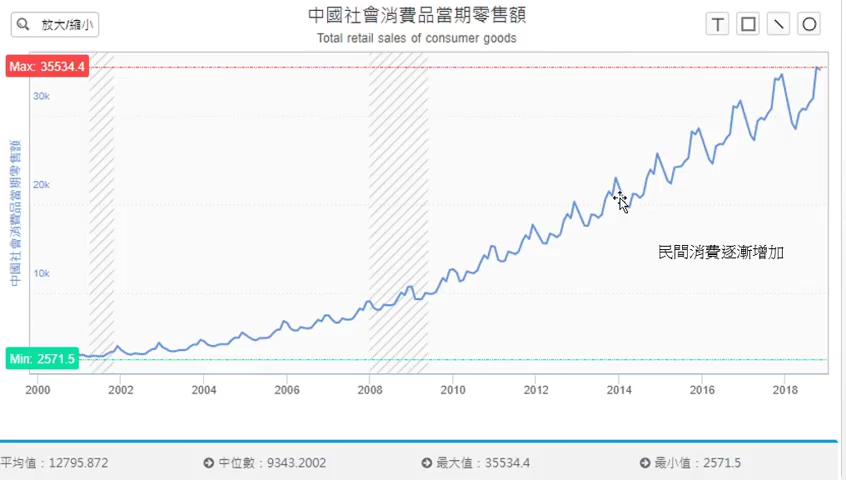 放大/縮小
中國社會消費品當期零售額
Total retail sales of consumer goods
T
Max: 35534.4
30k
20k
10k
中國社會消費品當期零售額
民間消費逐漸增加
Min: 2571.5
2000 2002 2004 2006 2008 2010 2012 2014 2016 2018
平均值：12795.872 中位數：9343.2002 最大值：35534.4 最小值：2571.5